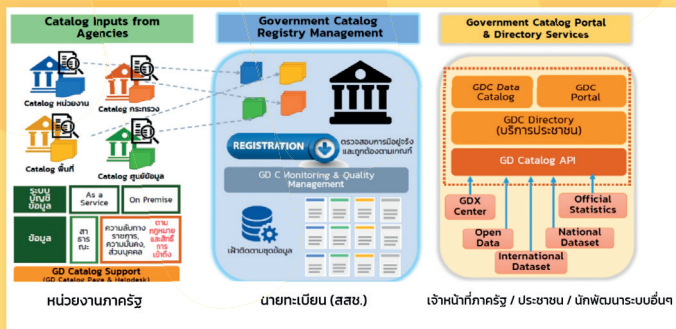 Catalog Inputs from
Agencies
Catalog หน่วยงาน
Catalog กระทรวง
Catalog พื้นที่
Catalog ศูนย์ข้อมูล
ระบบ
บัญชี
ข้อมูล
As a
Service
On Premise
ข้อมูล
สา
ธาร
ณะ
ความลับทาง
ราชการ,
ความมั่นคง,
ส่วนบุคคล
ตาม
กฎหมาย
และสิทธิ
การ
เข้าถึง
GD Catalog Support
(GD Catalog Page & Helpdesk)
หน่วยงานภาครัฐ
Government Catalog
Registry Management
REGISTRATION
ตรวจสอบการมีอยู่จริง
และถูกต้องตามเกณฑ์
GD C Monitoring & Quality
Management
เฝ้าติดตามชุดข้อมูล
นายทะเบียน (สสช.)
Government Catalog Portal
& Directory Services
GDC Data
Catalog
GDC
Portal
GDC Directory
(บริการประชาชน)
GD Catalog API
GDX
Center
Open
Data
International
Dataset
National
Dataset
Official
Statistics
เจ้าหน้าที่ภาครัฐ / ประชาชน / นักพัฒนาระบบอื่นๆ